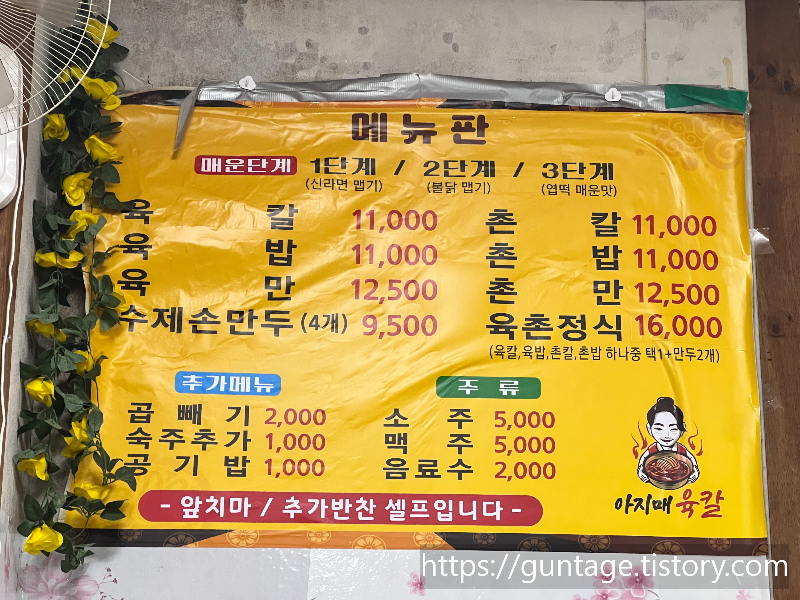 메뉴판
매운단계 1단계 / 2단계 / 3단계
(신라면 맵기) (불닭 맵기) (엽떡 매운맛)
육 칼 11,000 촌 칼 11,000
육 밥 11,000 촌 밥 11,000
육 만 12,500 촌 만 12,500
수제손만두 (4개) 9,500 육촌정식 16,000
(육칼,육밥,촌칼,촌밥 하나중 택1+만두2개)
추가메뉴 주 류
곱 빼 기 2,000 소 주 5,000
숙주추가 1,000 맥 주 5,000
공 기 밥 1,000 음료수 2,000
- 앞치마 / 추가반찬 셀프입니다 -
아지매 육칼
https://guntage.tistory.com